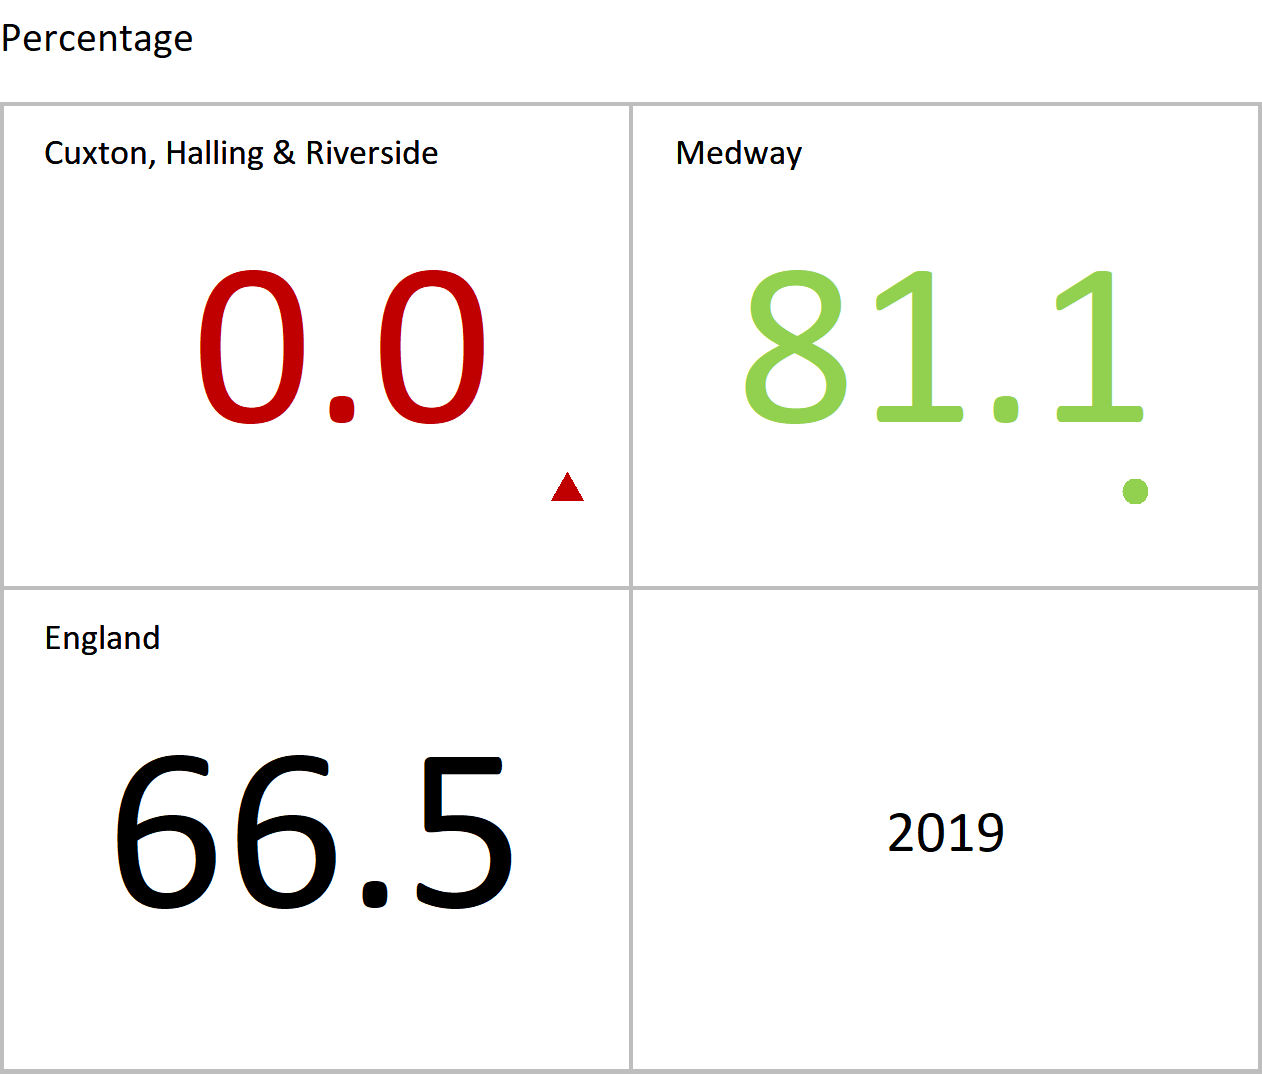 Percentage
Cuxton, Halling & Riverside
Medway
0.0
81.1
England
66.5
2019